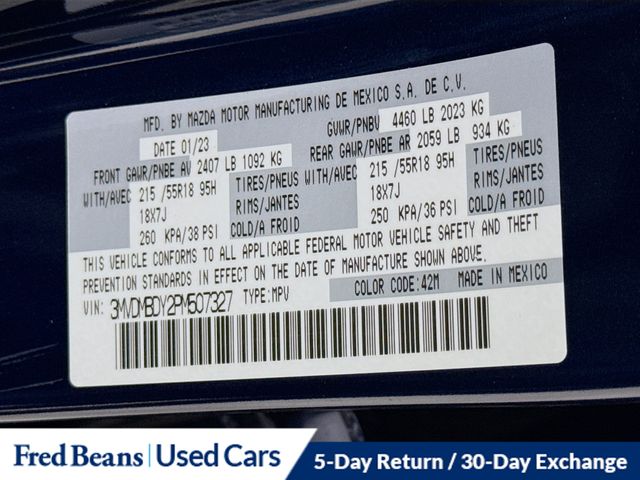 MFD. BY MAZDA MOTOR MANUFACTURING DE MEXICO S.A. DE C.V.
DATE 01/23 GVWR/PNBV 4460 LB 2023 KG
FRONT GAWR/PNBE AV 2407 LB 1092 KG REAR GAWR/PNBE AR 2059 LB 934 KG
WITH/AVEC 215 /55R18 95H TIRES/PNEUS WITH/AVEC 215 /55R18 95H TIRES/PNEUS
18X7J RIMS/JANTES 18X7J RIMS/JANTES
260 KPA/38 PSI COLD/A FROID 250 KPA/36 PSI COLD/A FROID
THIS VEHICLE CONFORMS TO ALL APPLICABLE FEDERAL MOTOR VEHICLE SAFETY AND THEFT
PREVENTION STANDARDS IN EFFECT ON THE DATE OF MANUFACTURE SHOWN ABOVE.
VIN: 3MVDMBDY2PM507327 TYPE:MPV COLOR CODE:42M MADE IN MEXICO
Fred Beans | Used Cars 5-Day Return / 30-Day Exchange